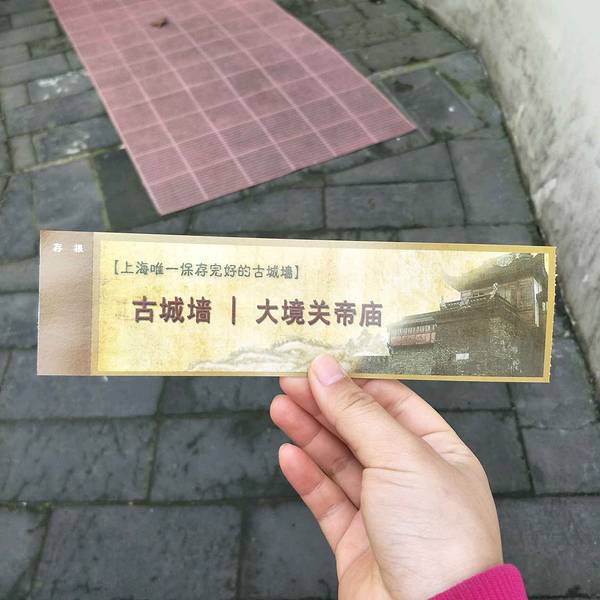 存 根
【上海唯一保存完好的古城墙】
古城墙 | 大境关帝庙